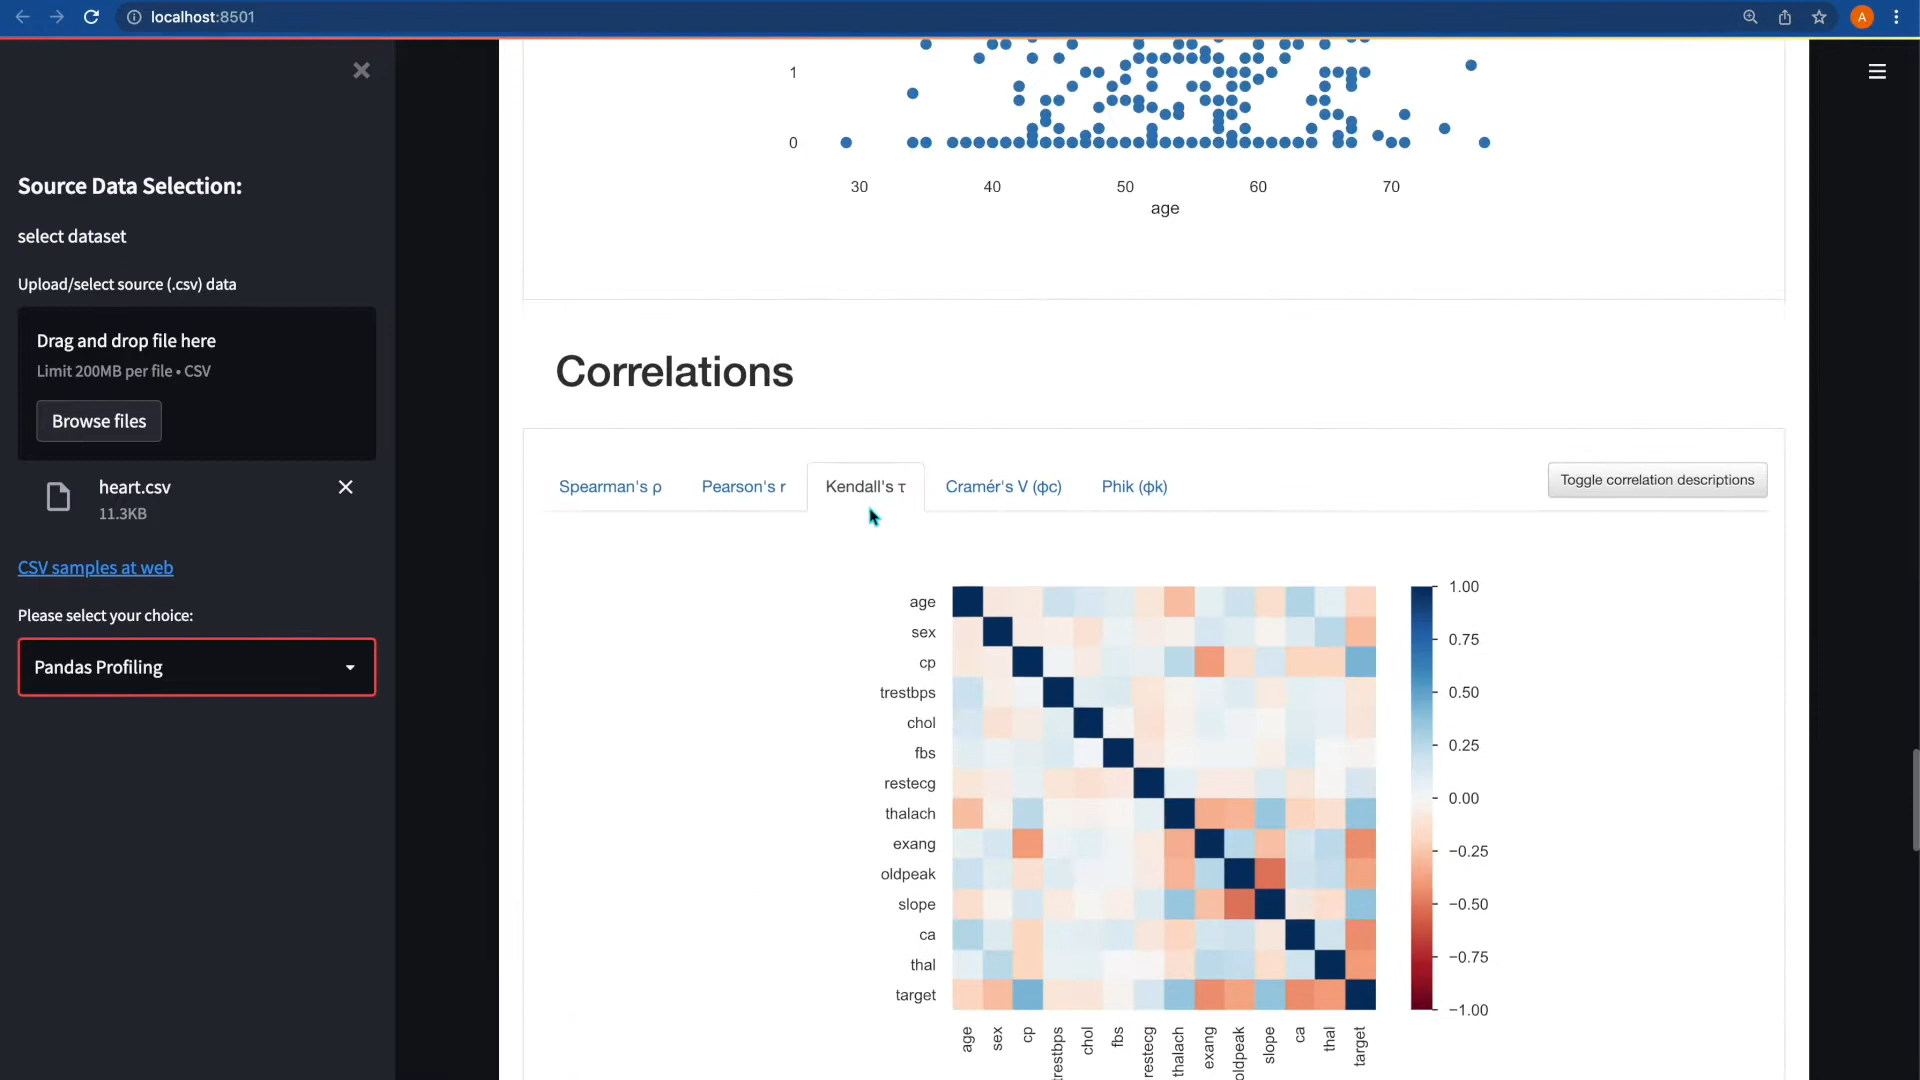 localhost:8501
A
Source Data Selection:
select dataset
Upload/select source (.csv) data
Drag and drop file here
Limit 200MB per file • CSV
Browse files
heart.csv
11.3KB
CSV samples at web
Please select your choice:
Pandas Profiling
1
0
30 40 50 60 70
age
Correlations
Spearman's ρ Pearson's r Kendall's τ Cramér's V (φc) Phik (φk)
Toggle correlation descriptions
age
sex
cp
trestbps
chol
fbs
restecg
thalach
exang
oldpeak
slope
ca
thal
target
age sex cp trestbps chol fbs restecg thalach exang oldpeak slope ca thal target
1.00
0.75
0.50
0.25
0.00
−0.25
−0.50
−0.75
−1.00